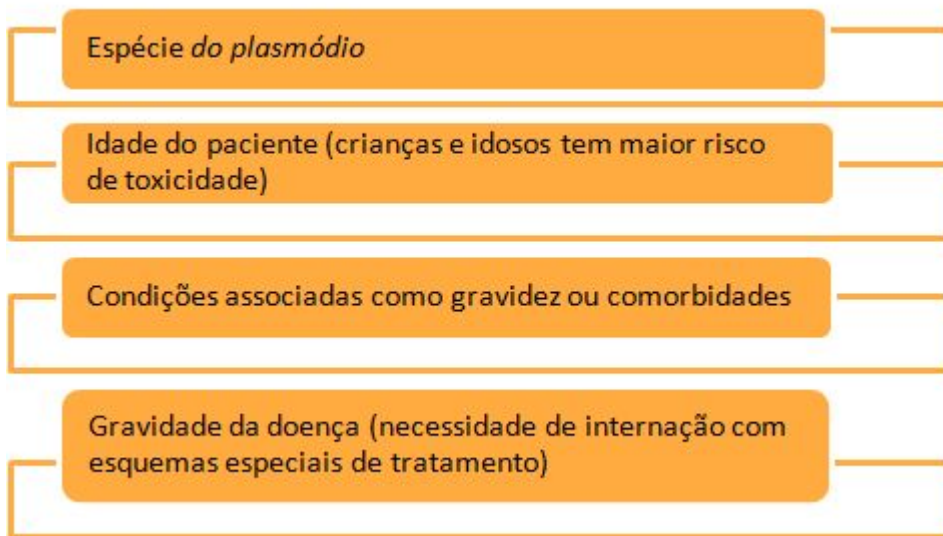 Espécie do plasmódio
Idade do paciente (crianças e idosos tem maior risco
de toxicidade)
Condições associadas como gravidez ou comorbidades
Gravidade da doença (necessidade de internação com
esquemas especiais de tratamento)